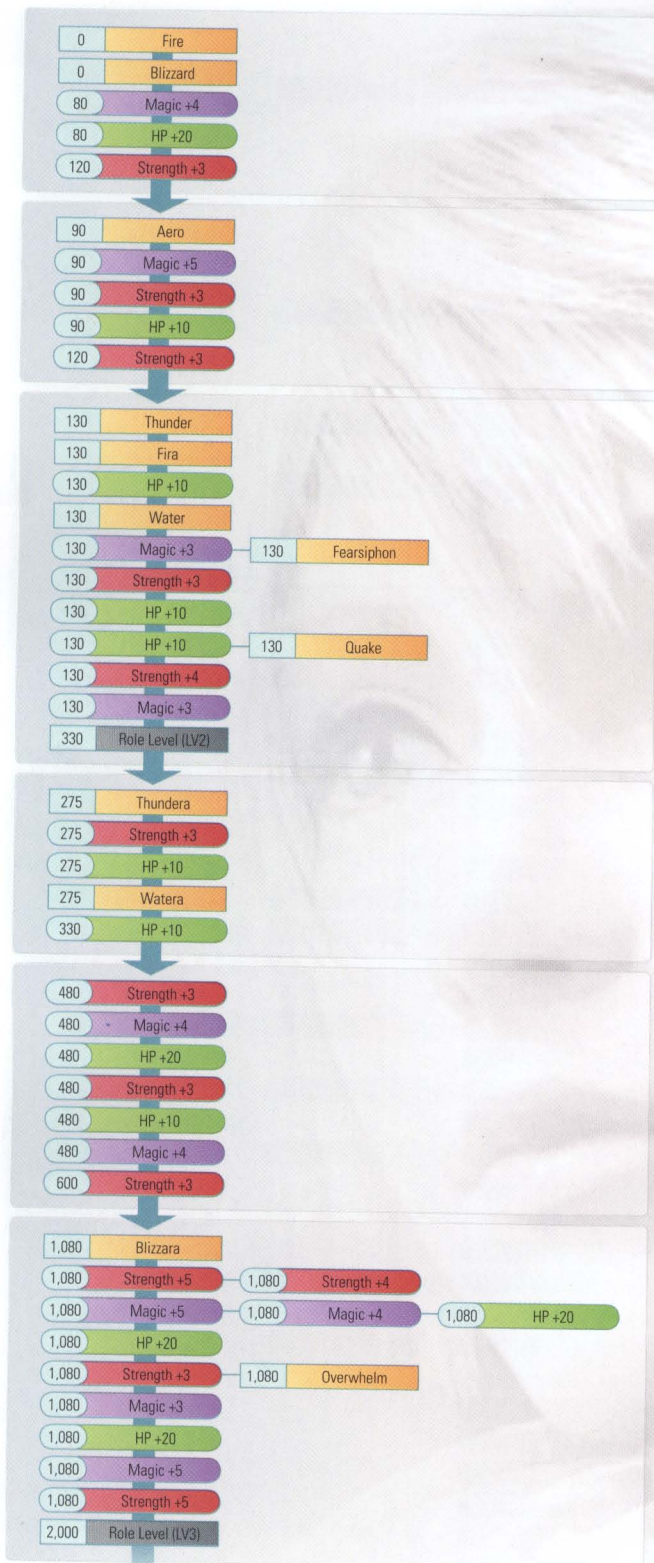 0 Fire
0 Blizzard
80 Magic +4
80 HP +20
120 Strength +3
90 Aero
90 Magic +5
90 Strength +3
90 HP +10
120 Strength +3
130 Thunder
130 Fira
130 HP +10
130 Water
130 Magic +3 130 Fearsiphon
130 Strength +3
130 HP +10
130 HP +10 130 Quake
130 Strength +4
130 Magic +3
330 Role Level (LV2)
275 Thundera
275 Strength +3
275 HP +10
275 Watera
330 HP +10
480 Strength +3
480 Magic +4
480 HP +20
480 Strength +3
480 HP +10
480 Magic +4
600 Strength +3
1,080 Blizzara
1,080 Strength +5 1,080 Strength +4
1,080 Magic +5 1,080 Magic +4 1,080 HP +20
1,080 HP +20
1,080 Strength +3 1,080 Overwhelm
1,080 Magic +3
1,080 HP +20
1,080 Magic +5
1,080 Strength +5
2,000 Role Level (LV3)